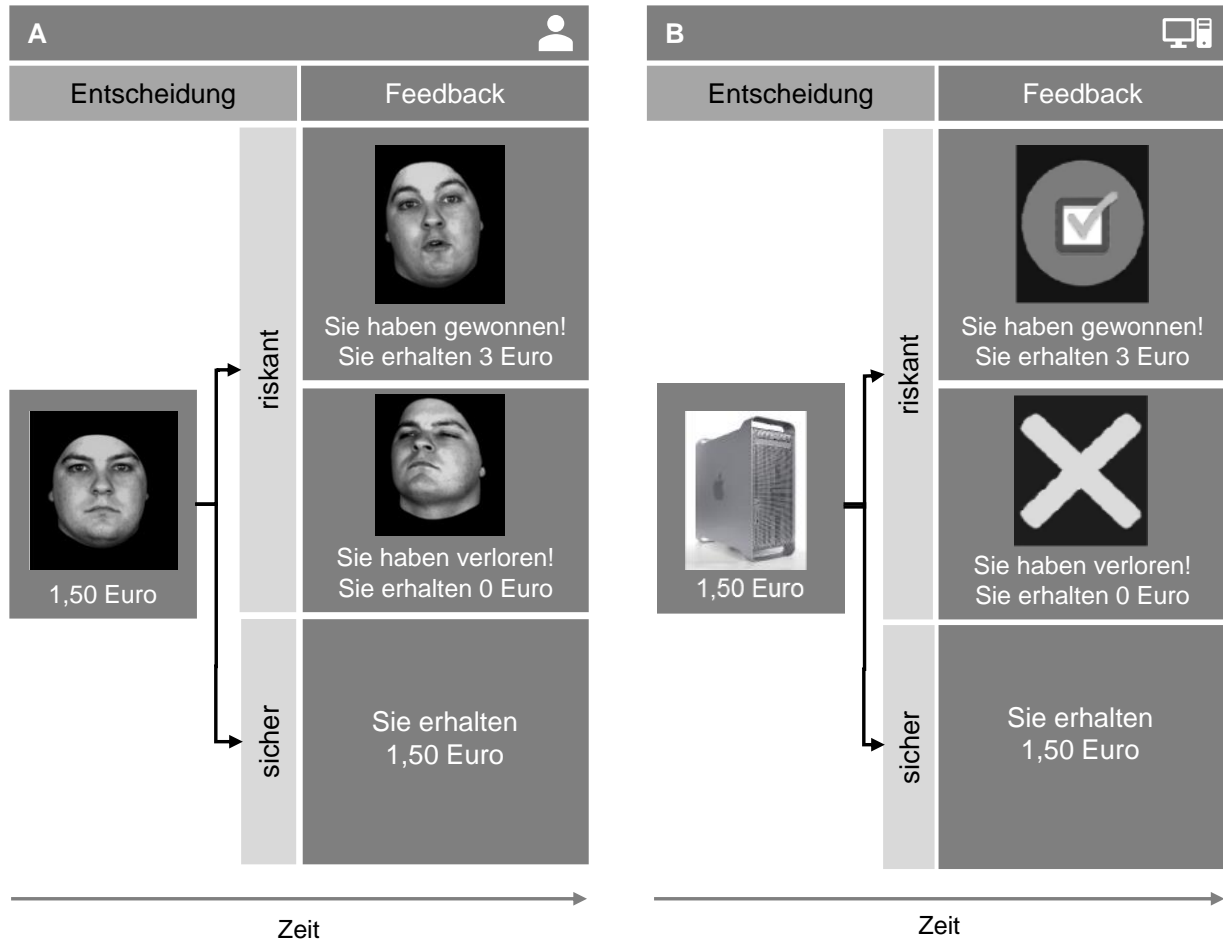 A
Entscheidung
Feedback
riskant
Sie haben gewonnen!
Sie erhalten 3 Euro
1,50 Euro
Sie haben verloren!
Sie erhalten 0 Euro
sicher
Sie erhalten
1,50 Euro
Zeit
B
Entscheidung
Feedback
riskant
Sie haben gewonnen!
Sie erhalten 3 Euro
1,50 Euro
Sie haben verloren!
Sie erhalten 0 Euro
sicher
Sie erhalten
1,50 Euro
Zeit